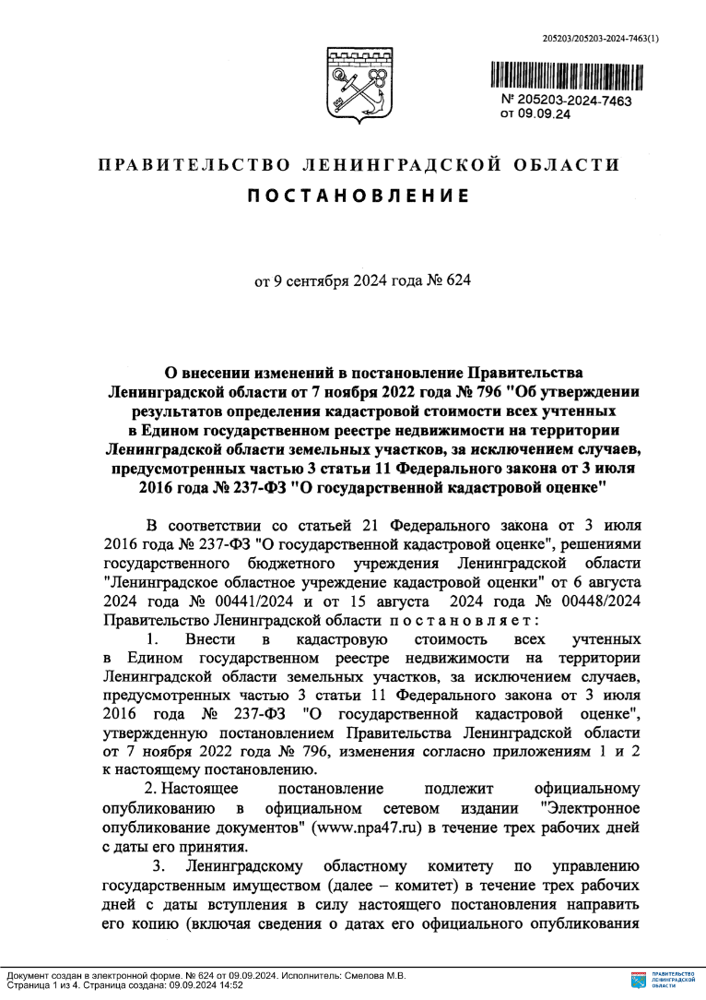 205203/205203-2024-7463(1)
№ 205203-2024-7463
от 09.09.24
ПРАВИТЕЛЬСТВО ЛЕНИНГРАДСКОЙ ОБЛАСТИ
ПОСТАНОВЛЕНИЕ
от 9 сентября 2024 года № 624
О внесении изменений в постановление Правительства
Ленинградской области от 7 ноября 2022 года № 796 "Об утверждении
результатов определения кадастровой стоимости всех учтенных
в Едином государственном реестре недвижимости на территории
Ленинградской области земельных участков, за исключением случаев,
предусмотренных частью 3 статьи 11 Федерального закона от 3 июля
2016 года № 237-ФЗ "О государственной кадастровой оценке"
В соответствии со статьей 21 Федерального закона от 3 июля
2016 года № 237-ФЗ "О государственной кадастровой оценке", решениями
государственного бюджетного учреждения Ленинградской области
"Ленинградское областное учреждение кадастровой оценки" от 6 августа
2024 года № 00441/2024 и от 15 августа 2024 года № 00448/2024
Правительство Ленинградской области п о с т а н о в л я е т :
1. Внести в кадастровую стоимость всех учтенных
в Едином государственном реестре недвижимости на территории
Ленинградской области земельных участков, за исключением случаев,
предусмотренных частью 3 статьи 11 Федерального закона от 3 июля
2016 года № 237-ФЗ "О государственной кадастровой оценке",
утвержденную постановлением Правительства Ленинградской области
от 7 ноября 2022 года № 796, изменения согласно приложениям 1 и 2
к настоящему постановлению.
2. Настоящее постановление подлежит официальному
опубликованию в официальном сетевом издании "Электронное
опубликование документов" (www.npa47.ru) в течение трех рабочих дней
с даты его принятия.
3. Ленинградскому областному комитету по управлению
государственным имуществом (далее – комитет) в течение трех рабочих
дней с даты вступления в силу настоящего постановления направить
его копию (включая сведения о датах его официального опубликования
Документ создан в электронной форме. № 624 от 09.09.2024. Исполнитель: Смелова М.В.
Страница 1 из 4. Страница создана: 09.09.2024 14:52
ПРАВИТЕЛЬСТВО
ЛЕНИНГРАДСКОЙ
ОБЛАСТИ